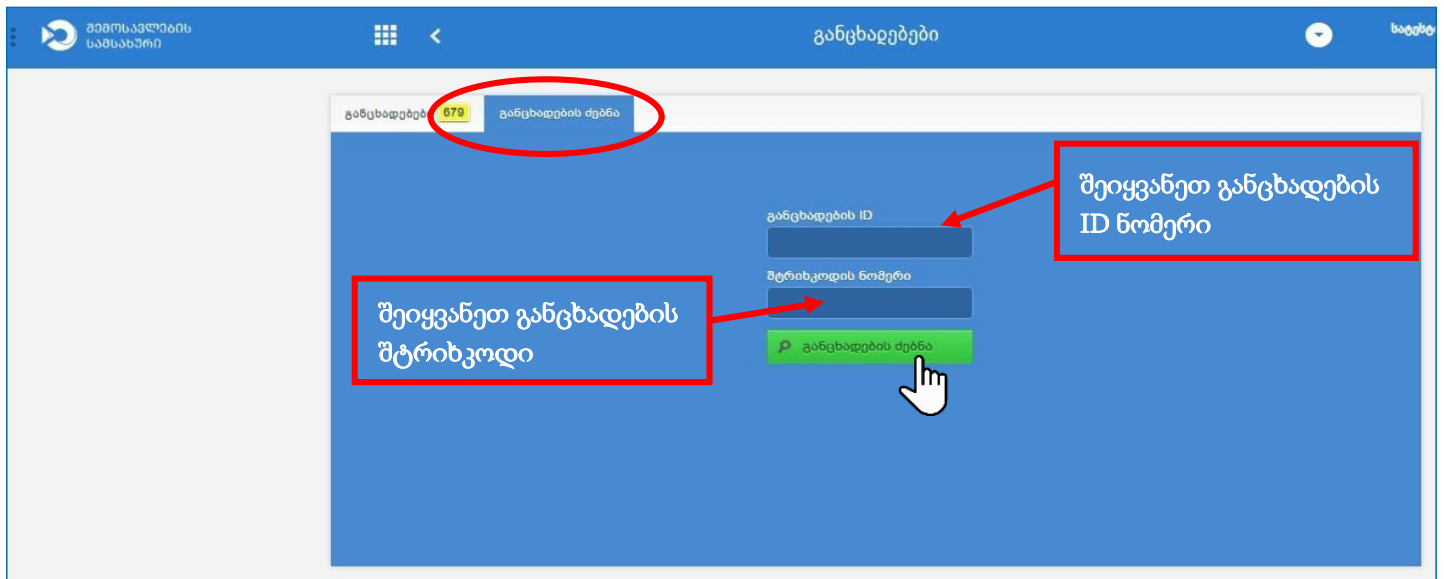 შემოსავლების
სამსახური
განცხადებები
განცხადებები 679
განცხადების ძებნა
შეიყვანეთ განცხადების
ID ნომერი
განცხადების ID
შტრიხკოდის ნომერი
შეიყვანეთ განცხადების
შტრიხკოდი
განცხადების ძებნა